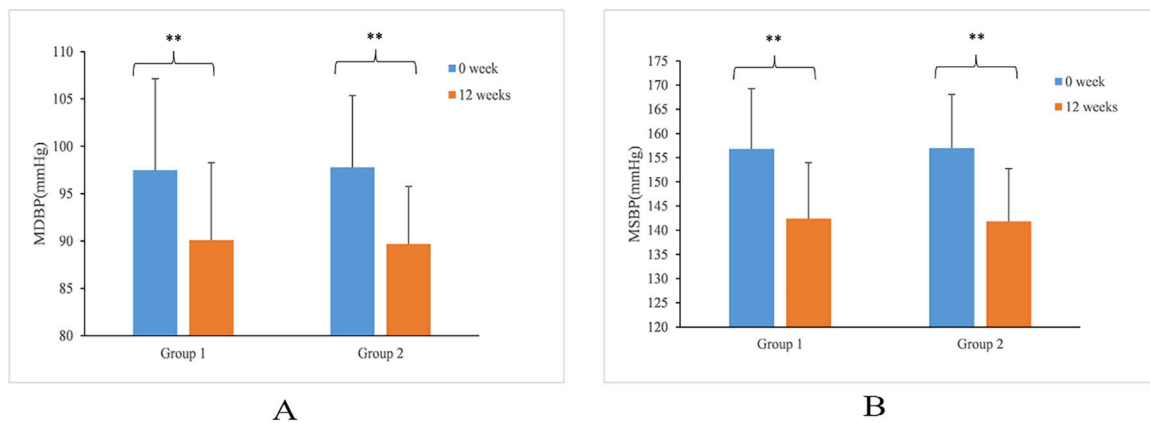 ** **
110
105
100
95
90
85
80
MDBP(mmHg)
0 week
12 weeks
Group 1 Group 2
A
** **
175
170
165
160
155
150
145
140
135
130
125
120
MSBP(mmHg)
0 week
12 weeks
Group 1 Group 2
B